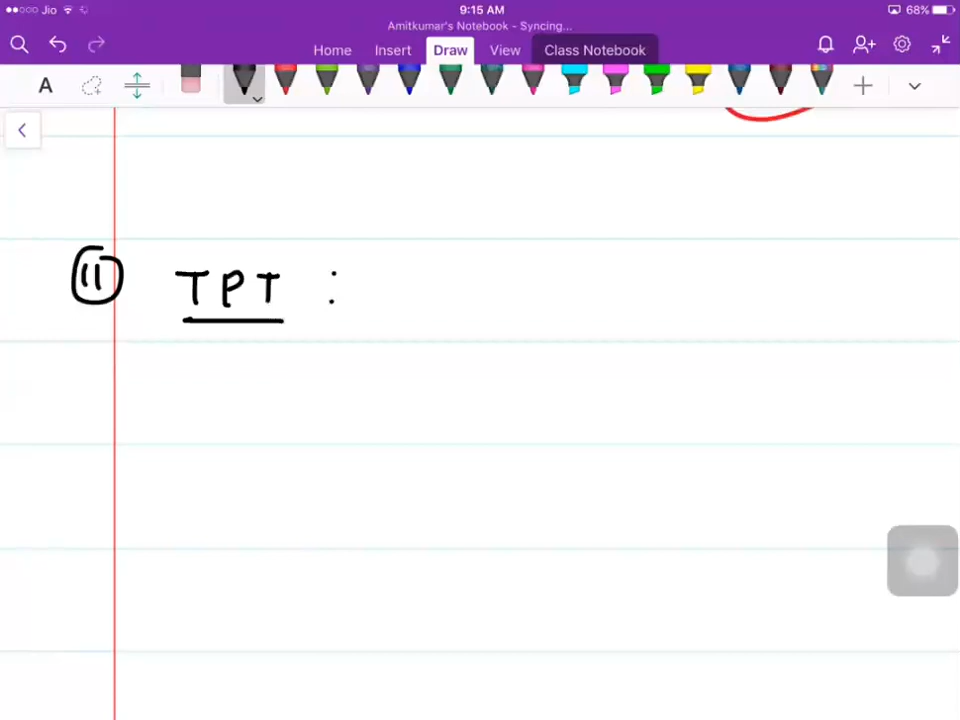 Jio 9:15 AM 68%
Amitkumar's Notebook - Syncing...
Home Insert Draw View Class Notebook
A
11 TPT :